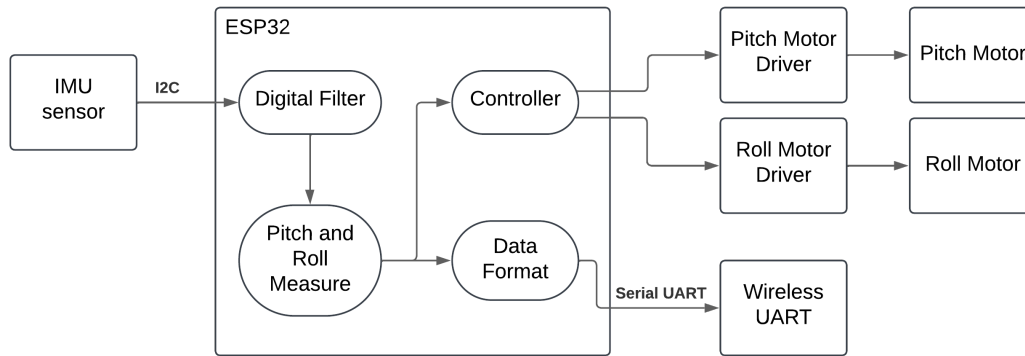 ESP32
IMU
sensor
I2C
Digital Filter
Controller
Pitch Motor
Driver
Pitch Motor
Roll Motor
Driver
Roll Motor
Pitch and
Roll
Measure
Data
Format
Serial UART
Wireless
UART